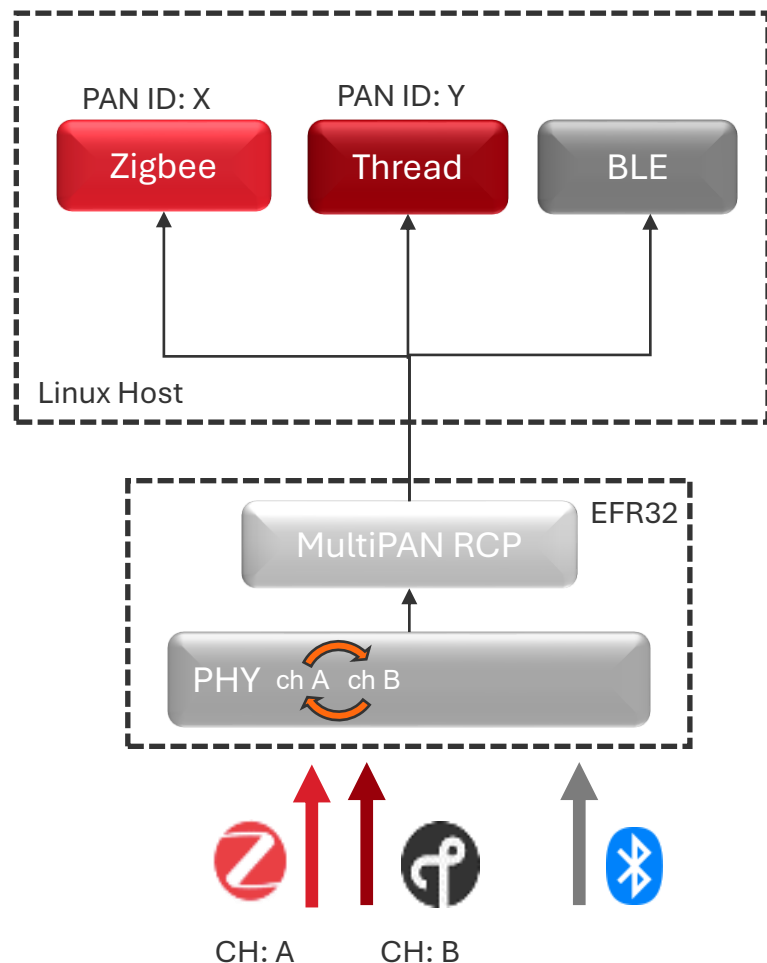 PAN ID: X
PAN ID: Y
Zigbee
Thread
BLE
Linux Host
EFR32
MultiPAN RCP
PHY ch A ch B
CH: A
CH: B